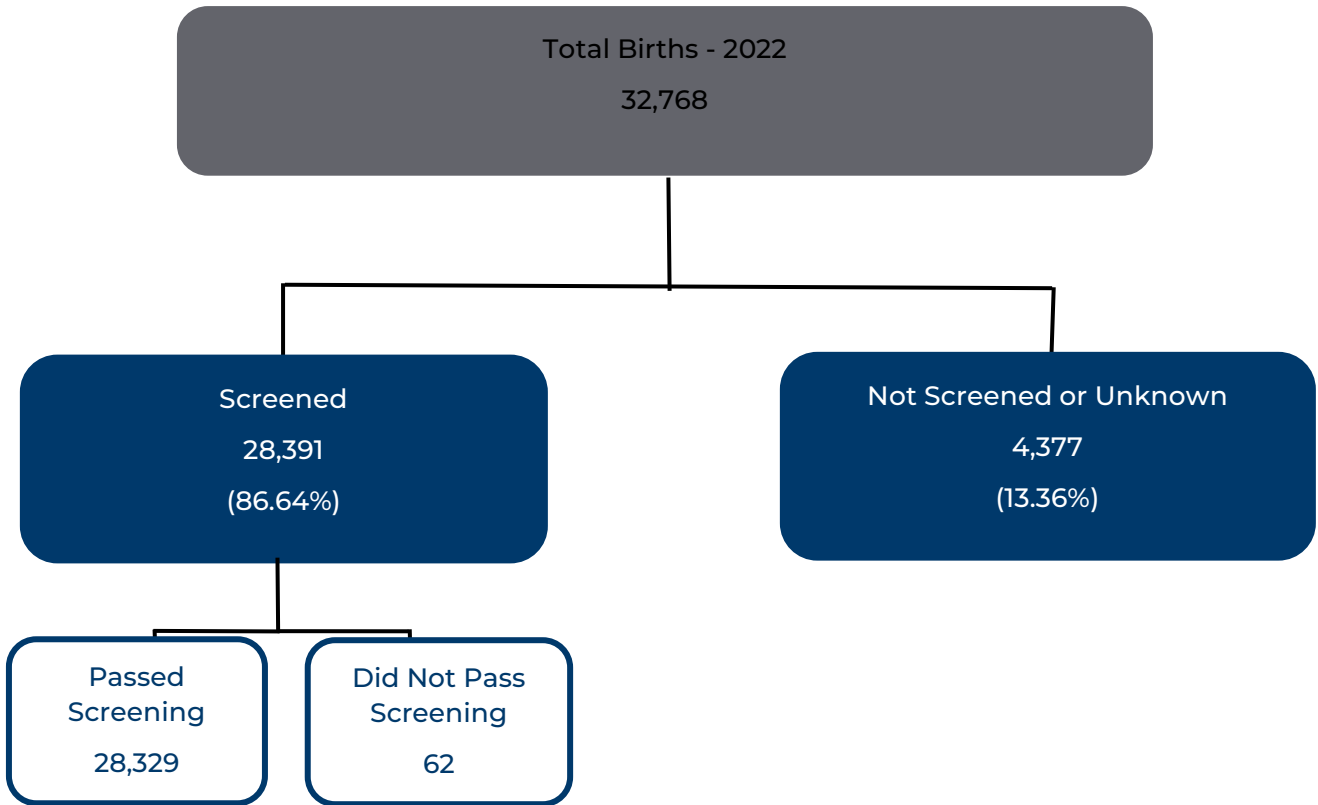 Total Births - 2022
32,768
Screened
28,391
(86.64%)
Not Screened or Unknown
4,377
(13.36%)
Passed
Screening
28,329
Did Not Pass
Screening
62